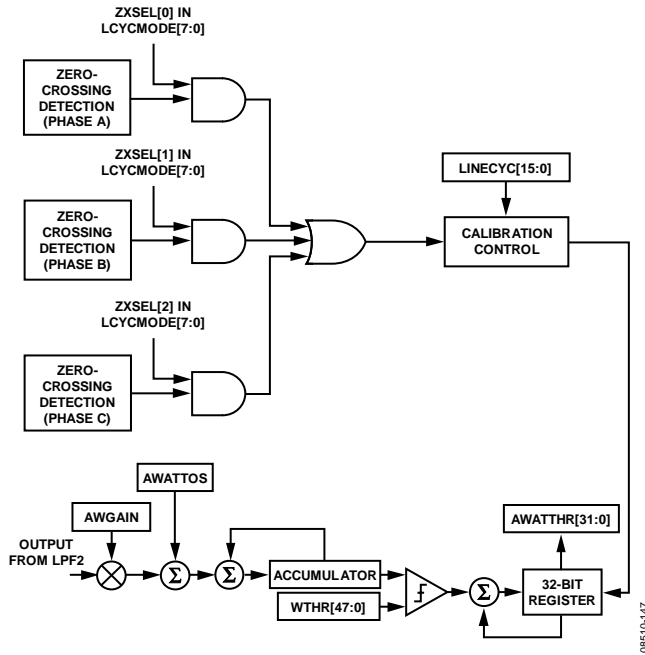 ZXSEL[0] IN
LCYCMODE[7:0]
ZERO-
CROSSING
DETECTION
(PHASE A)
ZXSEL[1] IN
LCYCMODE[7:0]
LINECYC[15:0]
ZERO-
CROSSING
DETECTION
(PHASE B)
CALIBRATION
CONTROL
ZXSEL[2] IN
LCYCMODE[7:0]
ZERO-
CROSSING
DETECTION
(PHASE C)
AWATTOS
AWGAIN
AWATTHR[31:0]
OUTPUT
FROM LPF2
Σ
Σ
ACCUMULATOR
WTHR[47:0]
Σ
32-BIT
REGISTER
08510-147